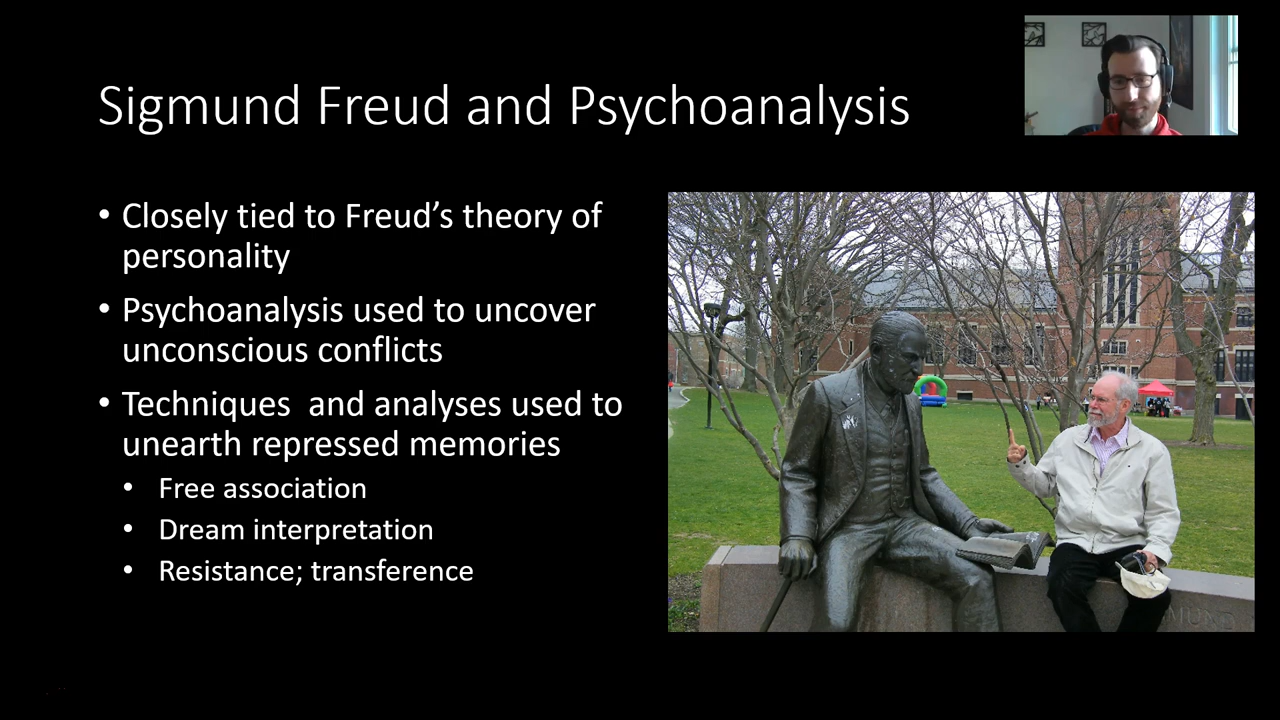 Sigmund Freud and Psychoanalysis
• Closely tied to Freud’s theory of
personality
• Psychoanalysis used to uncover
unconscious conflicts
• Techniques  and analyses used to
unearth repressed memories
• Free association
• Dream interpretation
• Resistance; transference
MUND